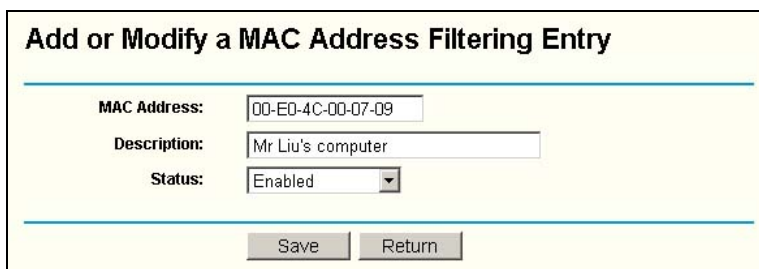 Add or Modify a MAC Address Filtering Entry
MAC Address: 00-E0-4C-00-07-09
Description: Mr Liu's computer
Status: Enabled
Save Return